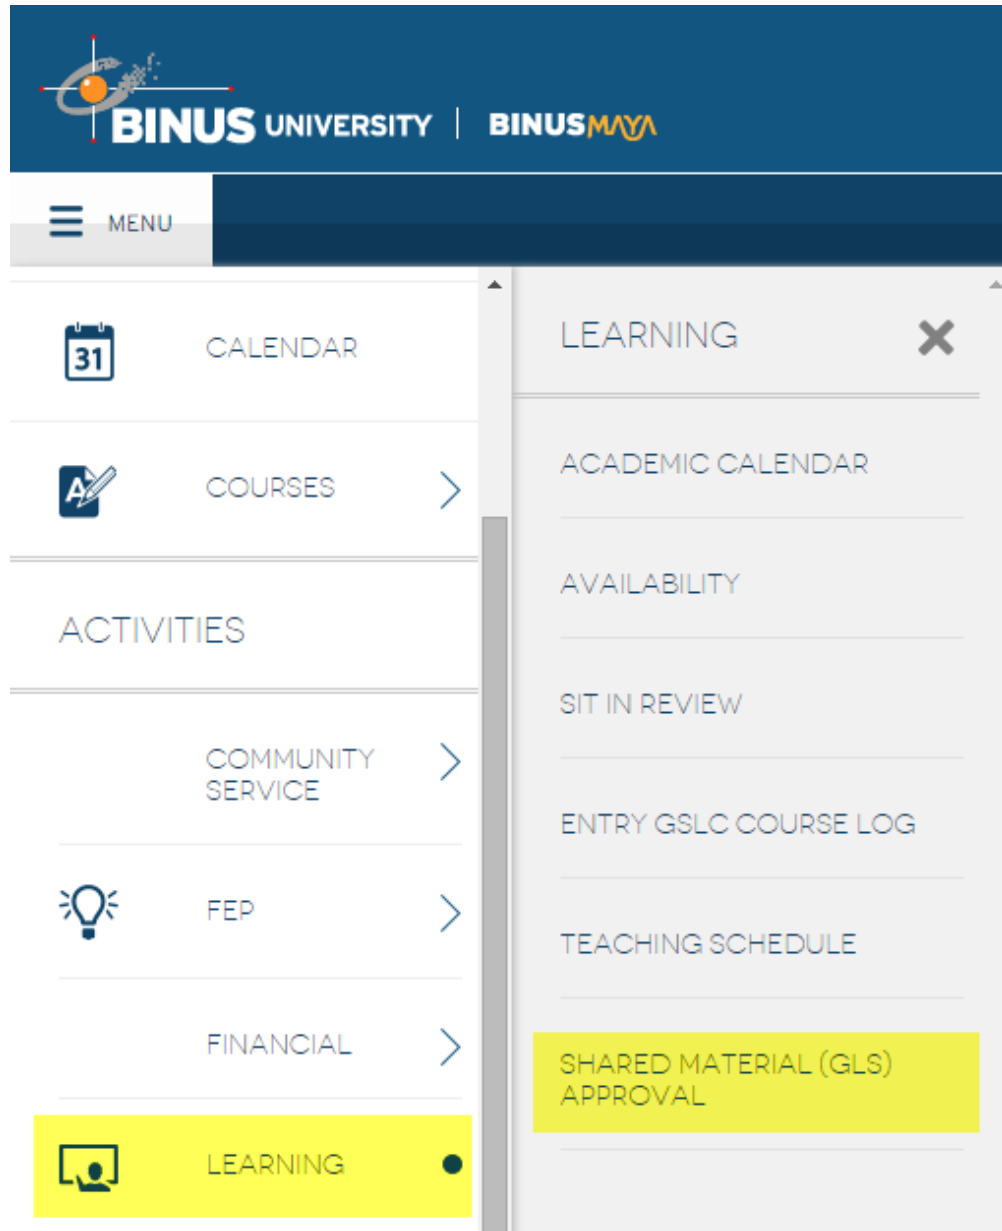 BINUS UNIVERSITY | BINUSMAYA
MENU
31
CALENDAR
A
COURSES
ACTIVITIES
COMMUNITY
SERVICE
FEP
FINANCIAL
LEARNING
LEARNING
ACADEMIC CALENDAR
AVAILABILITY
SIT IN REVIEW
ENTRY GSLC COURSE LOG
TEACHING SCHEDULE
SHARED MATERIAL (GLS)
APPROVAL